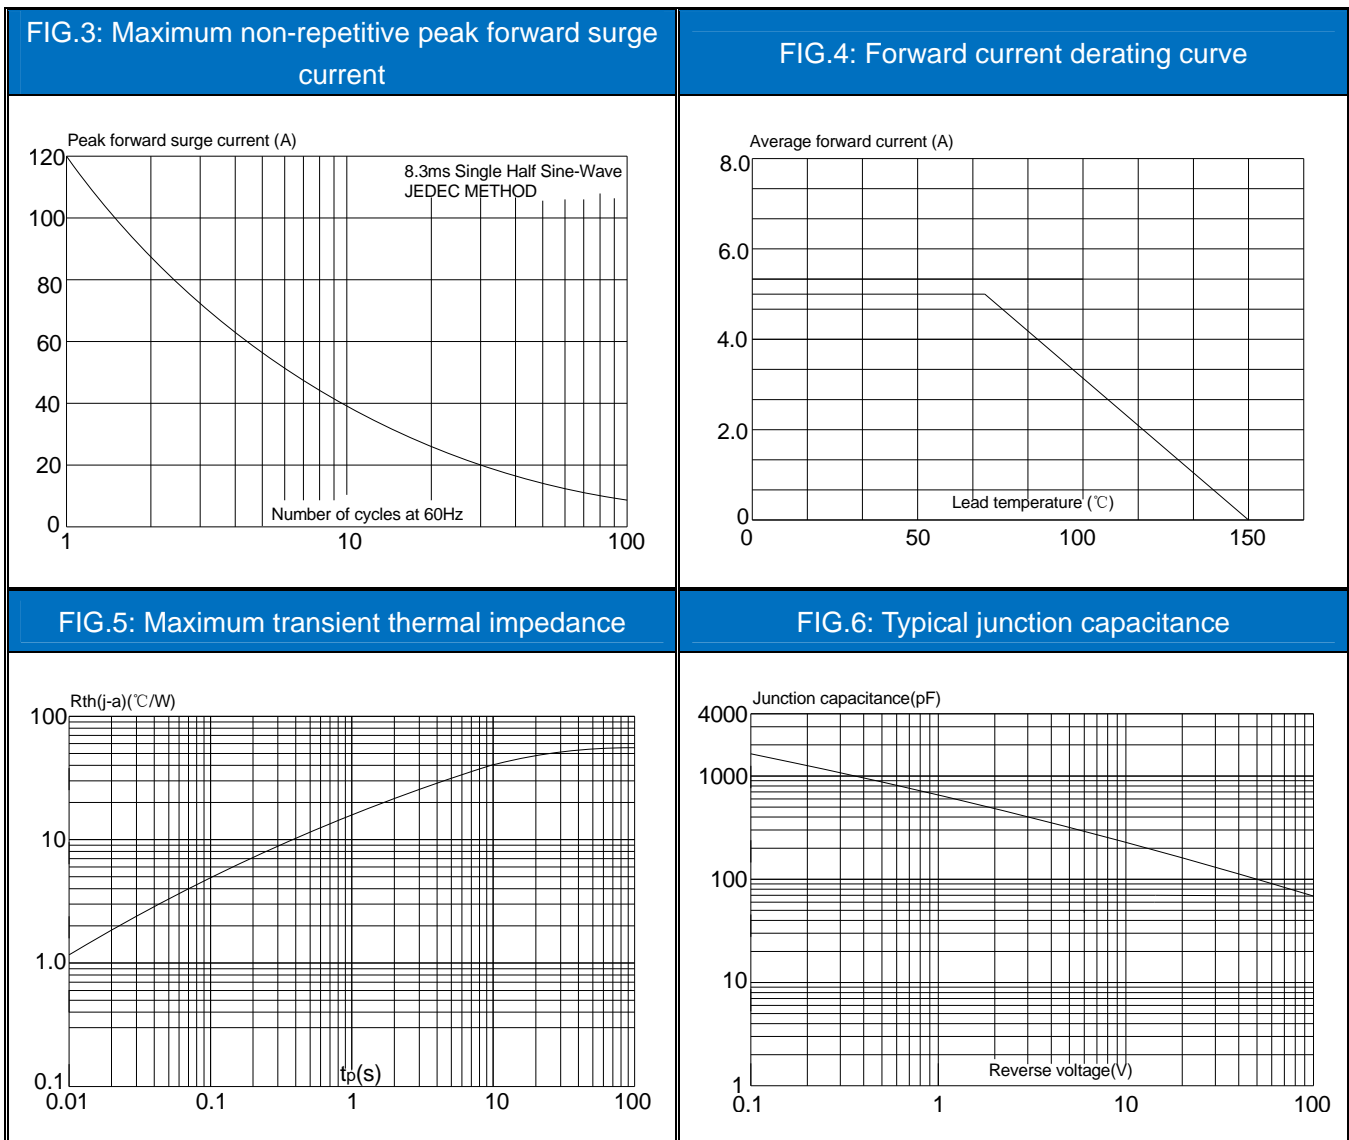 FIG.3: Maximum non-repetitive peak forward surge
current
FIG.4: Forward current derating curve
Peak forward surge current (A)
8.3ms Single Half Sine-Wave
JEDEC METHOD
120
100
80
60
40
20
0
Number of cycles at 60Hz
1
10
100
Average forward current (A)
8.0
6.0
4.0
2.0
0
Lead temperature (℃)
0
50
100
150
FIG.5: Maximum transient thermal impedance
FIG.6: Typical junction capacitance
Rth(j-a)(℃/W)
100
10
1.0
0.1
tp(s)
0.01
0.1
1
10
100
Junction capacitance(pF)
4000
1000
100
10
1
Reverse voltage(V)
0.1
1
10
100